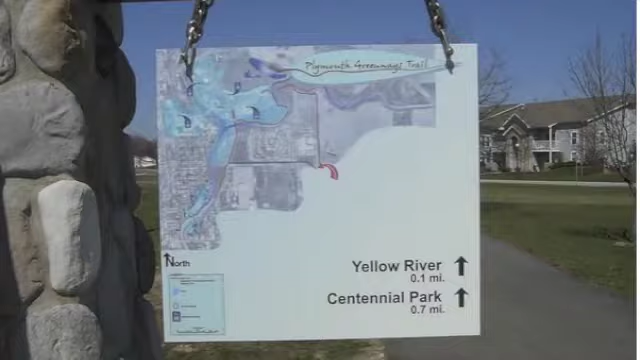 Plymouth Greenways Trail
North
Yellow River
0.1 mi.
Centennial Park
0.7 mi.